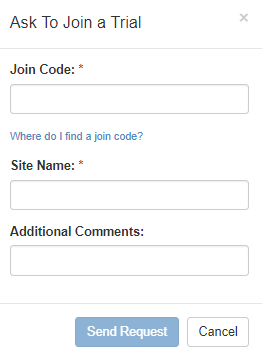 Ask To Join a Trial ×
Join Code: *
Where do I find a join code?
Site Name: *
Additional Comments:
Send Request Cancel